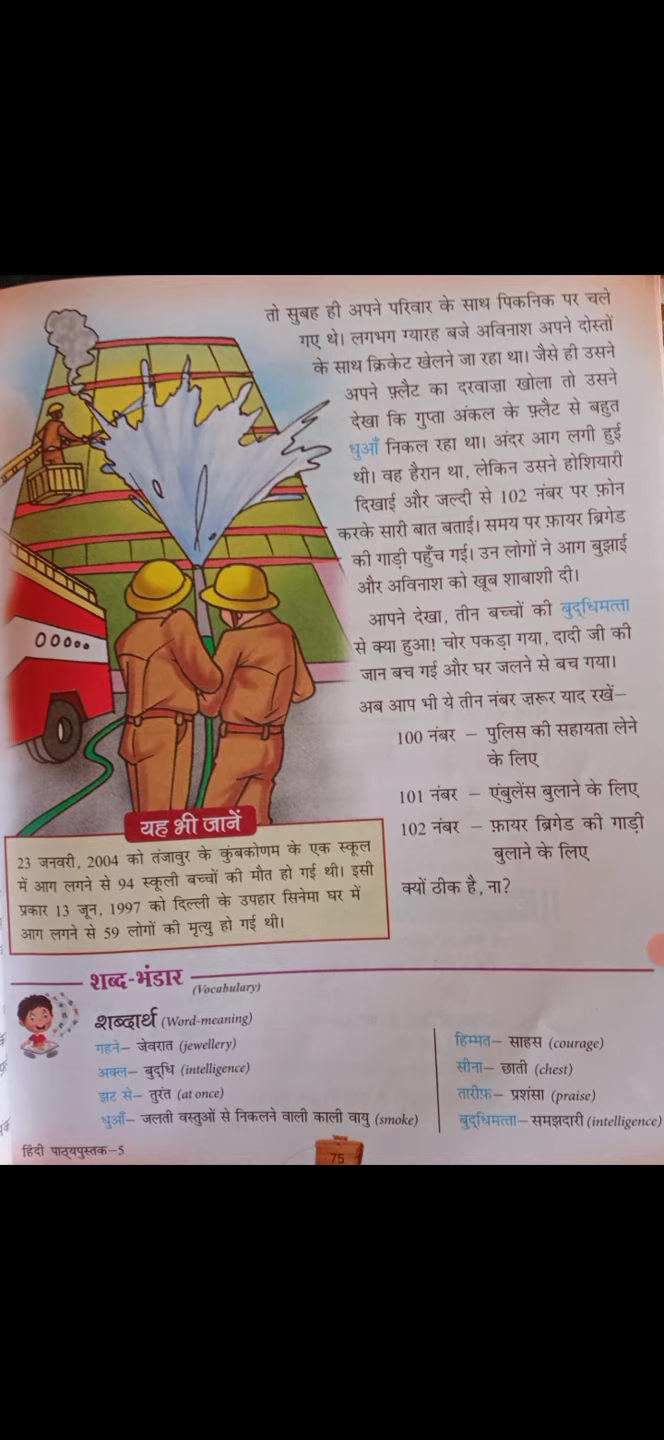 तो सुबह ही अपने परिवार के साथ पिकनिक पर चले
गए थे। लगभग ग्यारह बजे अविनाश अपने दोस्तों
के साथ क्रिकेट खेलने जा रहा था। जैसे ही उसने
अपने फ़्लैट का दरवाज़ा खोला तो उसने
देखा कि गुप्ता अंकल के फ़्लैट से बहुत
धुआँ निकल रहा था। अंदर आग लगी हुई
थी। वह हैरान था, लेकिन उसने होशियारी
दिखाई और जल्दी से 102 नंबर पर फ़ोन
करके सारी बात बताई। समय पर फ़ायर ब्रिगेड
की गाड़ी पहुँच गई। उन लोगों ने आग बुझाई
और अविनाश को खूब शाबाशी दी।
आपने देखा, तीन बच्चों की बुद्धिमत्ता
से क्या हुआ! चोर पकड़ा गया, दादी जी की
जान बच गई और घर जलने से बच गया।
अब आप भी ये तीन नंबर ज़रूर याद रखें–
100 नंबर – पुलिस की सहायता लेने
के लिए
101 नंबर – एंबुलेंस बुलाने के लिए
102 नंबर – फ़ायर ब्रिगेड की गाड़ी
बुलाने के लिए
क्यों ठीक है, ना?
यह भी जानें
23 जनवरी, 2004 को तंजावुर के कुंबकोणम के एक स्कूल
में आग लगने से 94 स्कूली बच्चों की मौत हो गई थी। इसी
प्रकार 13 जून, 1997 को दिल्ली के उपहार सिनेमा घर में
आग लगने से 59 लोगों की मृत्यु हो गई थी।
शब्द-भंडार (Vocabulary)
शब्दार्थ (Word-meaning)
गहने– जेवरात (jewellery)
अक्ल– बुद्धि (intelligence)
झट से– तुरंत (at once)
धुआँ– जलती वस्तुओं से निकलने वाली काली वायु (smoke)
हिम्मत– साहस (courage)
सीना– छाती (chest)
तारीफ़– प्रशंसा (praise)
बुद्धिमत्ता– समझदारी (intelligence)
हिंदी पाठ्यपुस्तक–5
75